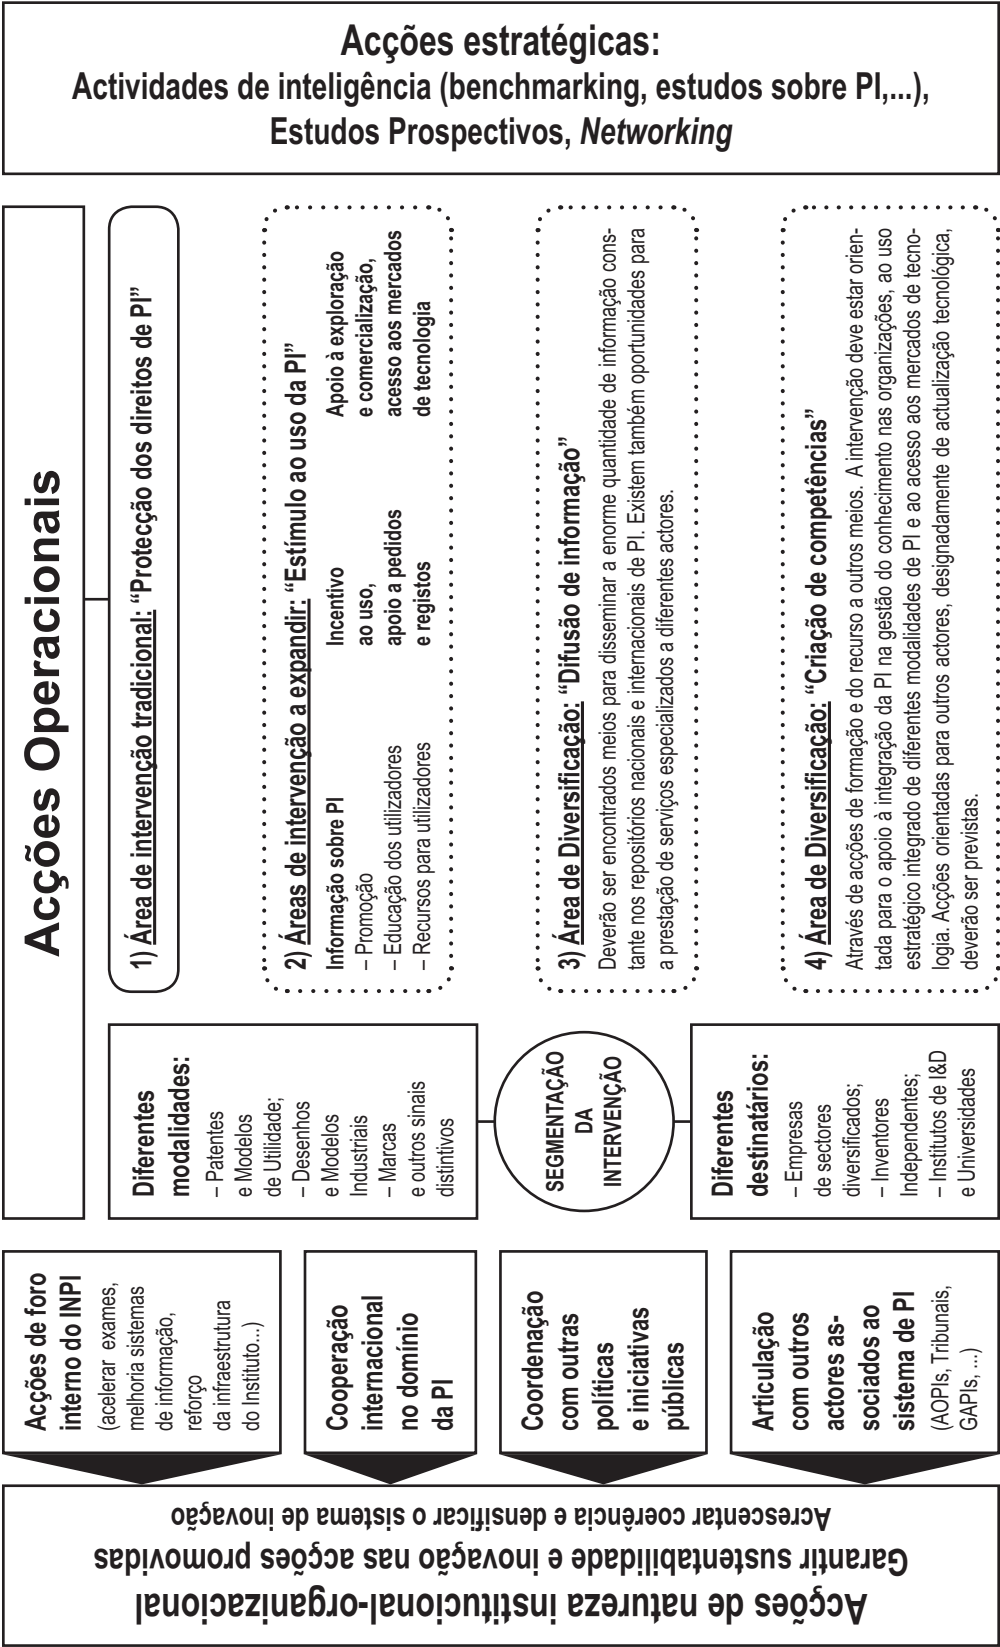 Acções estratégicas:
Actividades de inteligência (benchmarking, estudos sobre PI,...),
Estudos Prospectivos, Networking
Acções Operacionais
1) Área de intervenção tradicional: “Protecção dos direitos de PI”
2) Áreas de intervenção a expandir: “Estímulo ao uso da PI”
Informação sobre PI
– Promoção
– Educação dos utilizadores
– Recursos para utilizadores
Incentivo
ao uso,
apoio a pedidos
e registos
Apoio à exploração
e comercialização,
acesso aos mercados
de tecnologia
3) Área de Diversificação: “Difusão de informação”
Deverão ser encontrados meios para disseminar a enorme quantidade de informação cons-
tante nos repositórios nacionais e internacionais de PI. Existem também oportunidades para
a prestação de serviços especializados a diferentes actores.
4) Área de Diversificação: “Criação de competências”
Através de acções de formação e do recurso a outros meios. A intervenção deve estar orien-
tada para o apoio à integração da PI na gestão do conhecimento nas organizações, ao uso
estratégico integrado de diferentes modalidades de PI e ao acesso aos mercados de tecno-
logia. Acções orientadas para outros actores, designadamente de actualização tecnológica,
deverão ser previstas.
Diferentes
modalidades:
– Patentes
e Modelos
de Utilidade;
– Desenhos
e Modelos
Industriais
– Marcas
e outros sinais
distintivos
SEGMENTAÇÃO
DA
INTERVENÇÃO
Diferentes
destinatários:
– Empresas
de sectores
diversificados;
– Inventores
Independentes;
– Institutos de I&D
e Universidades
Acções de foro
interno do INPI
(acelerar exames,
melhoria sistemas
de informação,
reforço
da infraestrutura
do Instituto...)
Cooperação
internacional
no domínio
da PI
Coordenação
com outras
políticas
e iniciativas
públicas
Articulação
com outros
actores as-
sociados ao
sistema de PI
(AOPIs, Tribunais,
GAPIs, ...)
Acções de natureza institucional-organizacional
Garantir sustentabilidade e inovação nas acções promovidas
Acrescentar coerência e densificar o sistema de inovação